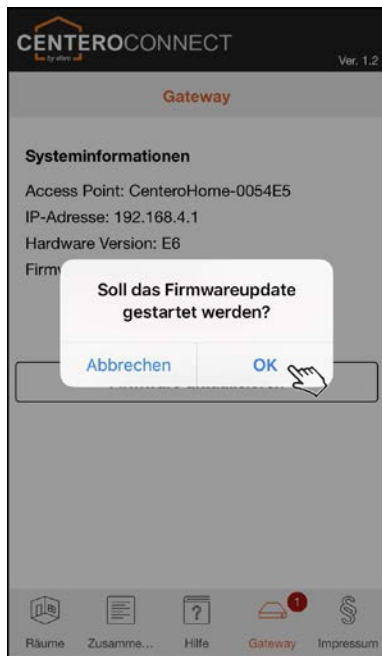 CENTEROCONNECT
by elero
Ver. 1.2
Gateway
Systeminformationen
Access Point: CenteroHome-0054E5
IP-Adresse: 192.168.4.1
Hardware Version: E6
Soll das Firmwareupdate
gestartet werden?
Abbrechen
OK
1
?
§
Räume
Zusamme...
Hilfe
Gateway
Impressum